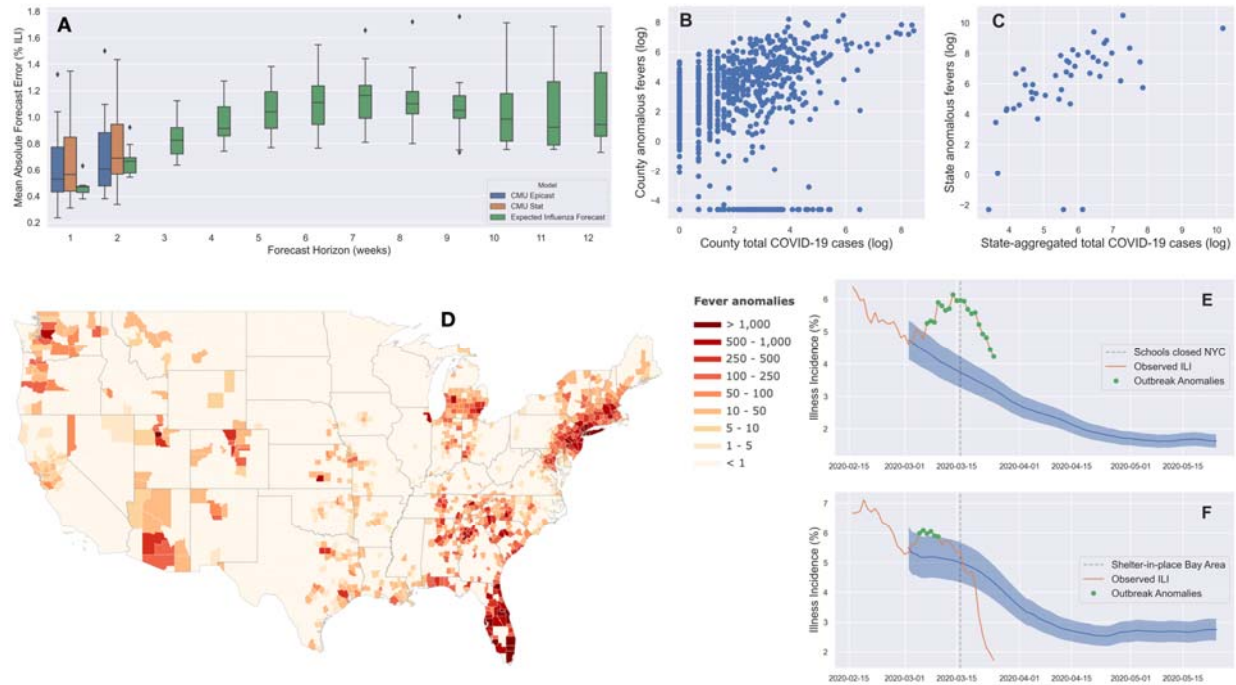 A
Mean Absolute Forecast Error (% ILI)
1.8
1.6
1.4
1.2
1.0
0.8
0.6
0.4
0.2
Model
CMU Epicast
CMU Stat
Expected Influenza Forecast
1 2 3 4 5 6 7 8 9 10 11 12
Forecast Horizon (weeks)
B
County anomalous fevers (log)
8
6
4
2
0
−2
−4
0 2 4 6 8
County total COVID-19 cases (log)
C
State anomalous fevers (log)
10
8
6
4
2
0
−2
4 5 6 7 8 9 10
State-aggregated total COVID-19 cases (log)
D
Fever anomalies
> 1,000
500 - 1,000
250 - 500
100 - 250
50 - 100
10 - 50
5 - 10
1 - 5
< 1
E
Illness Incidence (%)
6
5
4
3
2
Schools closed NYC
Observed ILI
Outbreak Anomalies
2020-02-15 2020-03-01 2020-03-15 2020-04-01 2020-04-15 2020-05-01 2020-05-15
F
Illness Incidence (%)
7
6
5
4
3
2
Shelter-in-place Bay Area
Observed ILI
Outbreak Anomalies
2020-02-15 2020-03-01 2020-03-15 2020-04-01 2020-04-15 2020-05-01 2020-05-15